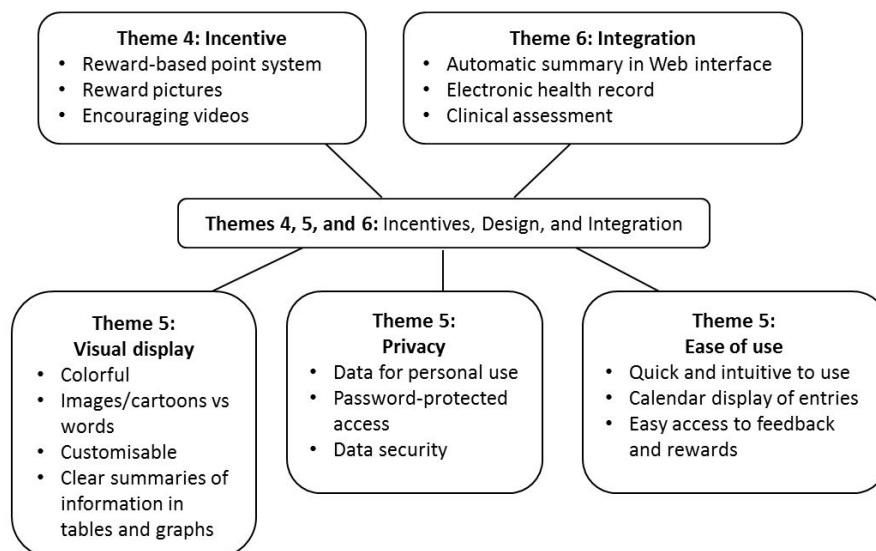 Theme 4: Incentive
• Reward-based point system
• Reward pictures
• Encouraging videos
Theme 6: Integration
• Automatic summary in Web interface
• Electronic health record
• Clinical assessment
Themes 4, 5, and 6: Incentives, Design, and Integration
Theme 5:
Visual display
• Colorful
• Images/cartoons vs
words
• Customisable
• Clear summaries of
information in
tables and graphs
Theme 5:
Privacy
• Data for personal use
• Password-protected
access
• Data security
Theme 5:
Ease of use
• Quick and intuitive to use
• Calendar display of entries
• Easy access to feedback
and rewards